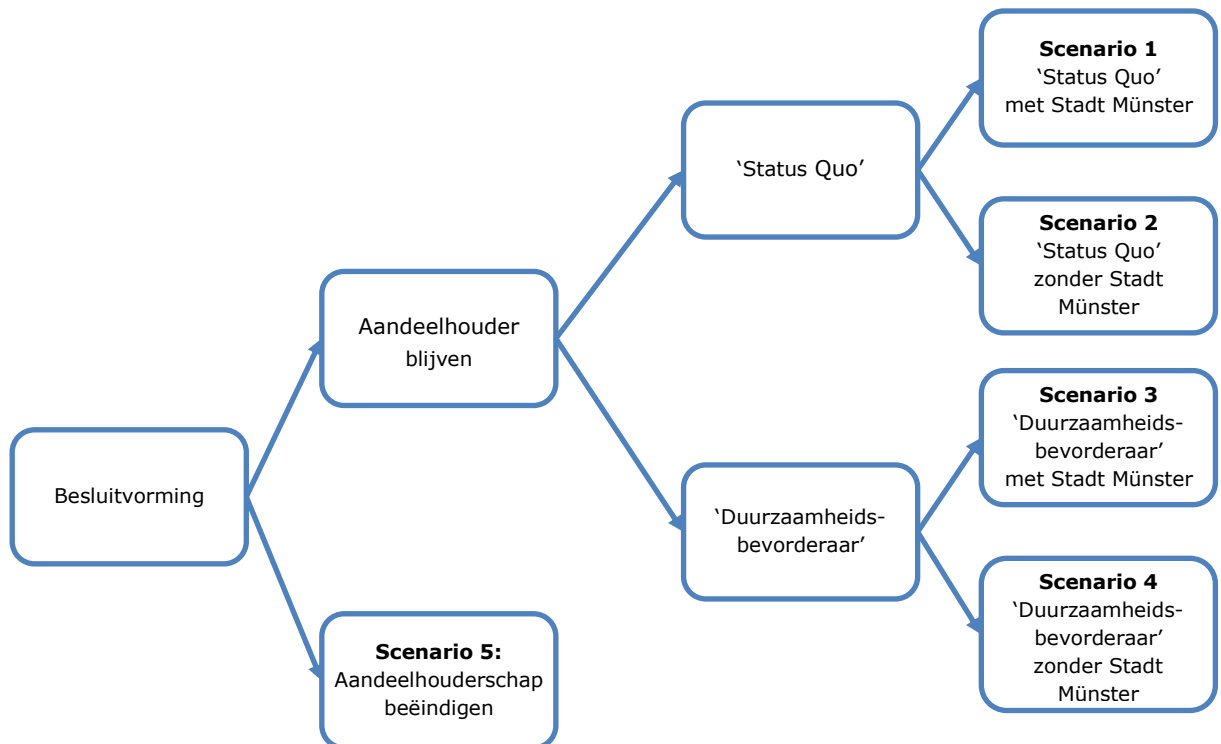 Besluitvorming
Aandeelhouder
blijven
Scenario 5:
Aandeelhouderschap
beëindigen
‘Status Quo’
‘Duurzaamheids-
bevorderaar’
Scenario 1
‘Status Quo’
met Stadt Münster
Scenario 2
‘Status Quo’
zonder Stadt
Münster
Scenario 3
‘Duurzaamheids-
bevorderaar’
met Stadt Münster
Scenario 4
‘Duurzaamheids-
bevorderaar’
zonder Stadt
Münster